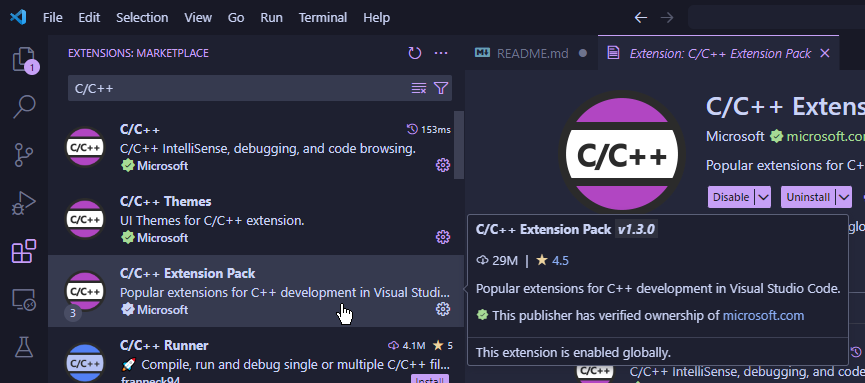 File Edit Selection View Go Run Terminal Help
EXTENSIONS: MARKETPLACE
1
C/C++
C/C++ 153ms
C/C++ IntelliSense, debugging, and code browsing.
Microsoft
C/C++
C/C++ Themes
UI Themes for C/C++ extension.
Microsoft
C/C++
C/C++ Extension Pack
Popular extensions for C++ development in Visual Studi...
Microsoft
C/C++
3
C/C++ Runner 4.1M 5
Compile, run and debug single or multiple C/C++ fil...
franneck94 Install
C/C++
README.md
Extension: C/C++ Extension Pack
C/C++
C/C++ Extens
Microsoft microsoft.com
Popular extensions for C+
Disable Uninstall
C/C++ Extension Pack v1.3.0
29M | 4.5
Popular extensions for C++ development in Visual Studio Code.
This publisher has verified ownership of microsoft.com
This extension is enabled globally.
C/C++ IntelliSense, debugging, and code